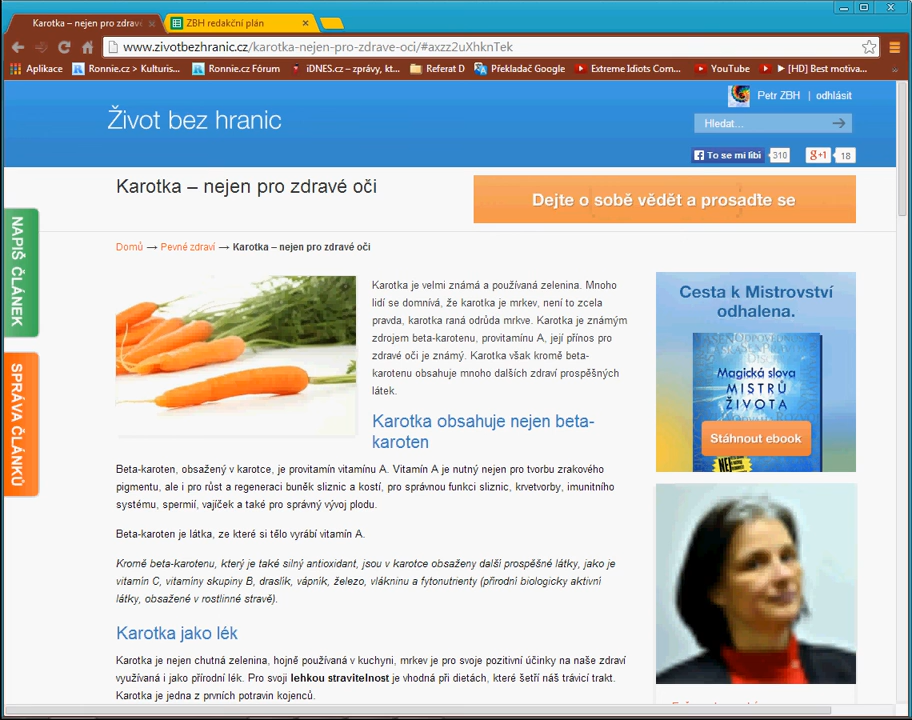 Karotka – nejen pro zdrav
ZBH redakční plán
www.zivotbezhranic.cz/karotka-nejen-pro-zdrave-oci/#axzz2uXhknTek
Aplikace
Ronnie.cz > Kulturis...
Ronnie.cz Fórum
iDNES.cz – zprávy, kt...
Referat D
Překladač Google
Extreme Idiots Com...
YouTube
[HD] Best motiva...
Život bez hranic
Petr ZBH | odhlásit
Hledat...
To se mi líbí 310
g+1 18
Karotka – nejen pro zdravé oči
Dejte o sobě vědět a prosaďte se
NAPIŠ ČLÁNEK
SPRÁVA ČLÁNKŮ
Domů → Pevné zdraví → Karotka – nejen pro zdravé oči
Karotka je velmi známá a používaná zelenina. Mnoho
lidí se domnívá, že karotka je mrkev, není to zcela
pravda, karotka raná odrůda mrkve. Karotka je známým
zdrojem beta-karotenu, provitamínu A, její přínos pro
zdravé oči je známý. Karotka však kromě beta-
karotenu obsahuje mnoho dalších zdraví prospěšných
látek.
Karotka obsahuje nejen beta-
karoten
Beta-karoten, obsažený v karotce, je provitamín vitamínu A. Vitamín A je nutný nejen pro tvorbu zrakového
pigmentu, ale i pro růst a regeneraci buněk sliznic a kostí, pro správnou funkci sliznic, krvetvorby, imunitního
systému, spermií, vajíček a také pro správný vývoj plodu.
Beta-karoten je látka, ze které si tělo vyrábí vitamín A.
Kromě beta-karotenu, který je také silný antioxidant, jsou v karotce obsaženy další prospěšné látky, jako je
vitamín C, vitamíny skupiny B, draslík, vápník, železo, vlákninu a fytonutrienty (přírodní biologicky aktivní
látky, obsažené v rostlinné stravě).
Karotka jako lék
Karotka je nejen chutná zelenina, hojně používaná v kuchyni, mrkev je pro svoje pozitivní účinky na naše zdraví
využívaná i jako přírodní lék. Pro svoji lehkou stravitelnost je vhodná při dietách, které šetří náš trávicí trakt.
Karotka je jedna z prvních potravin kojenců.
Cesta k Mistrovství
odhalena.
Magická slova
MISTRŮ
ŽIVOTA
Stáhnout ebook